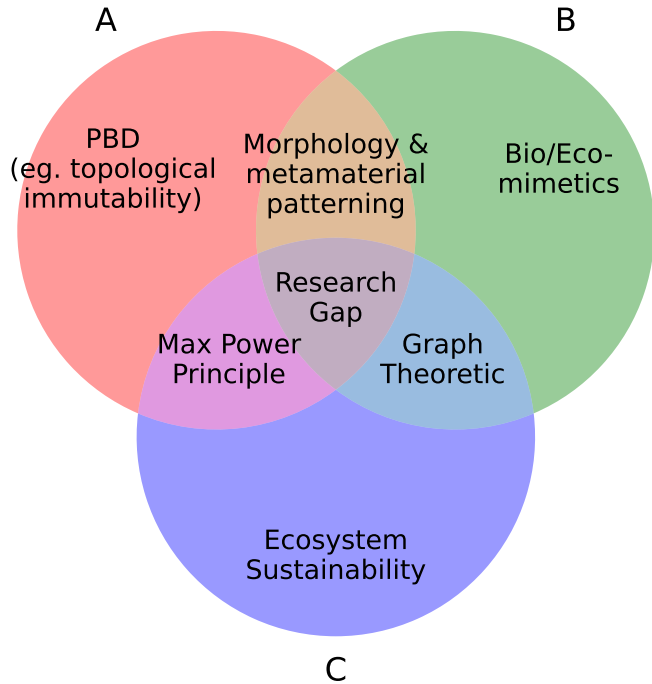 A
B
PBD
(eg. topological
immutability)
Morphology &
metamaterial
patterning
Bio/Eco-
mimetics
Research
Gap
Max Power
Principle
Graph
Theoretic
Ecosystem
Sustainability
C